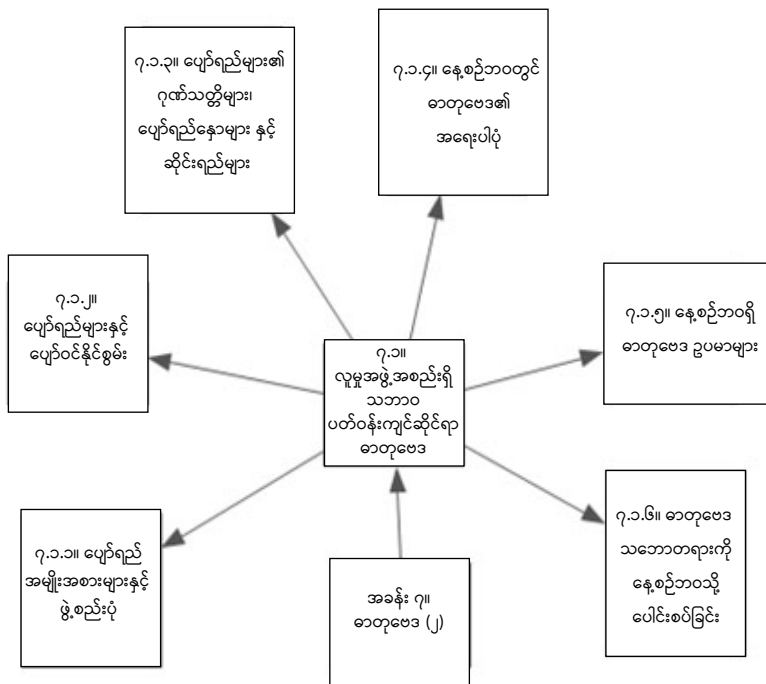 ၇.၁.၃။ ပျော်ရည်များ၏
ဂုဏ်သတ္တိများ၊
ပျော်ရည်နှောများ နှင့်
ဆိုင်းရည်များ
၇.၁.၄။ နေ့စဉ်ဘဝတွင်
ဓာတုဗေဒ၏
အရေးပါပုံ
၇.၁.၂။
ပျော်ရည်များနှင့်
ပျော်ဝင်နိုင်စွမ်း
၇.၁.၅။ နေ့စဉ်ဘဝရှိ
ဓာတုဗေဒ ဥပမာများ
၇.၁။
လူမှုအဖွဲ့အစည်းရှိ
သဘာဝ
ပတ်ဝန်းကျင်ဆိုင်ရာ
ဓာတုဗေဒ
၇.၁.၁။ ပျော်ရည်
အမျိုးအစားများနှင့်
ဖွဲ့စည်းပုံ
အခန်း ၇။
ဓာတုဗေဒ (၂)
၇.၁.၆။ ဓာတုဗေဒ
သဘောတရားကို
နေ့စဉ်ဘဝသို့
ပေါင်းစပ်ခြင်း